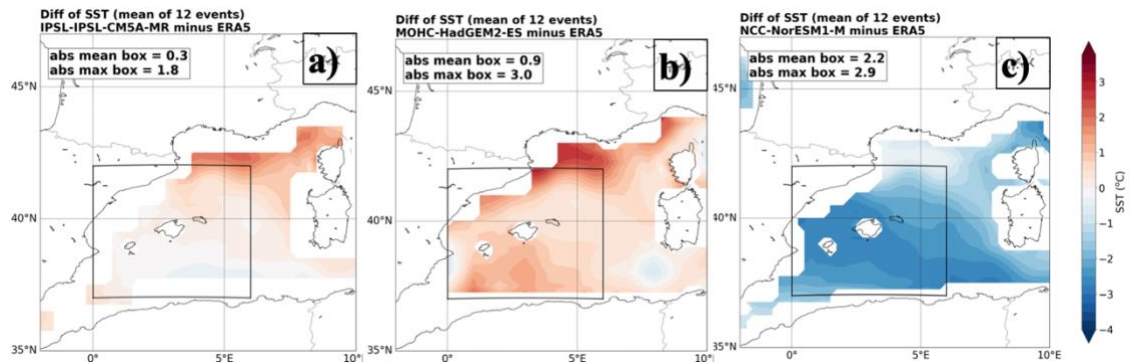 Diff of SST (mean of 12 events)
IPSL-IPSL-CM5A-MR minus ERA5
abs mean box = 0.3
abs max box = 1.8
a)
45°N
40°N
35°N
0°
5°E
10°
Diff of SST (mean of 12 events)
MOHC-HadGEM2-ES minus ERA5
abs mean box = 0.9
abs max box = 3.0
b)
45°N
40°N
35°N
0°
5°E
10°
Diff of SST (mean of 12 events)
NCC-NorESM1-M minus ERA5
abs mean box = 2.2
abs max box = 2.9
c)
45°N
40°N
35°N
0°
5°E
10°E
3
2
1
0
−1
−2
−3
−4
SST (°C)